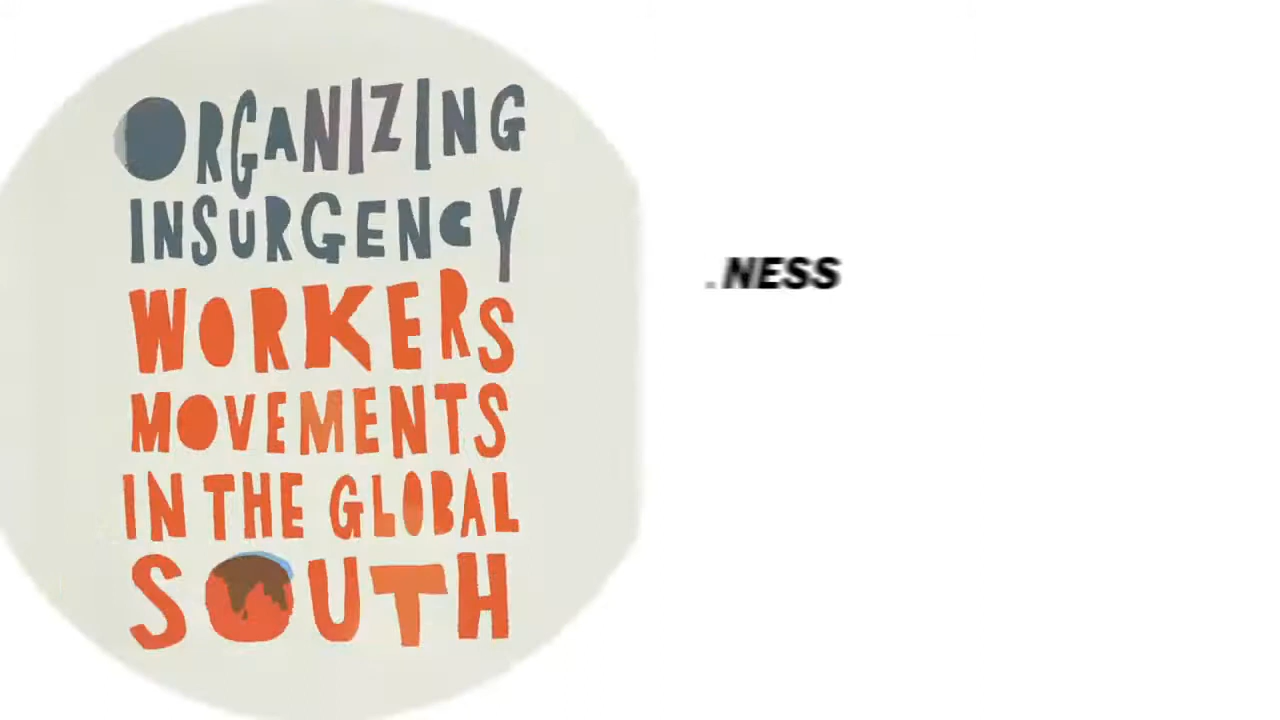 ORGANIZING
INSURGENCY
WORKERS
MOVEMENTS
IN THE GLOBAL
SOUTH
. NESS